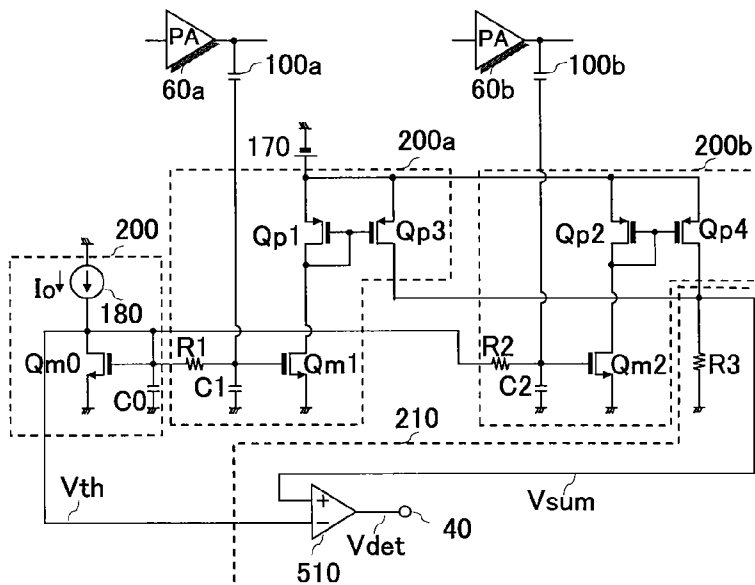 PA
PA
60a
100a
60b
100b
170
200a
200b
200
Qp1
Qp3
Qp2
Qp4
Io
180
R1
R2
Qm0
C1
Qm1
C2
Qm2
R3
C0
210
Vth
+
−
Vsum
Vdet
40
510